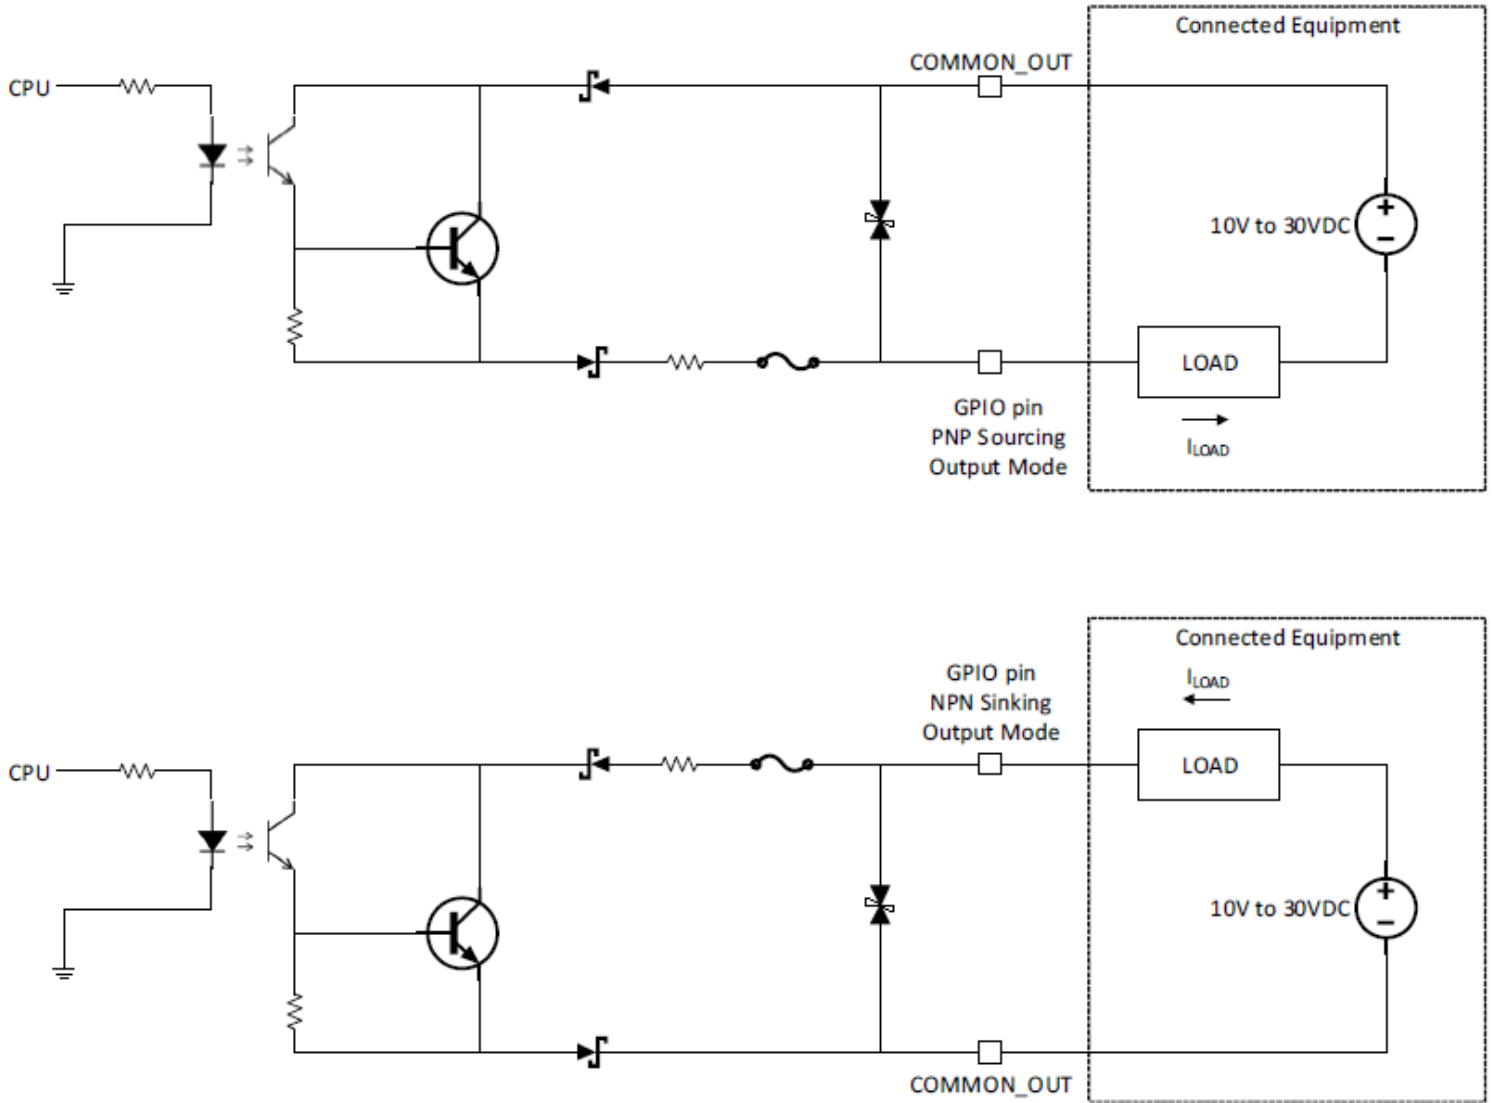 Connected Equipment
COMMON_OUT
CPU
10V to 30VDC
LOAD
GPIO pin
PNP Sourcing
Output Mode
ILOAD
Connected Equipment
GPIO pin
NPN Sinking
Output Mode
ILOAD
CPU
LOAD
10V to 30VDC
COMMON_OUT